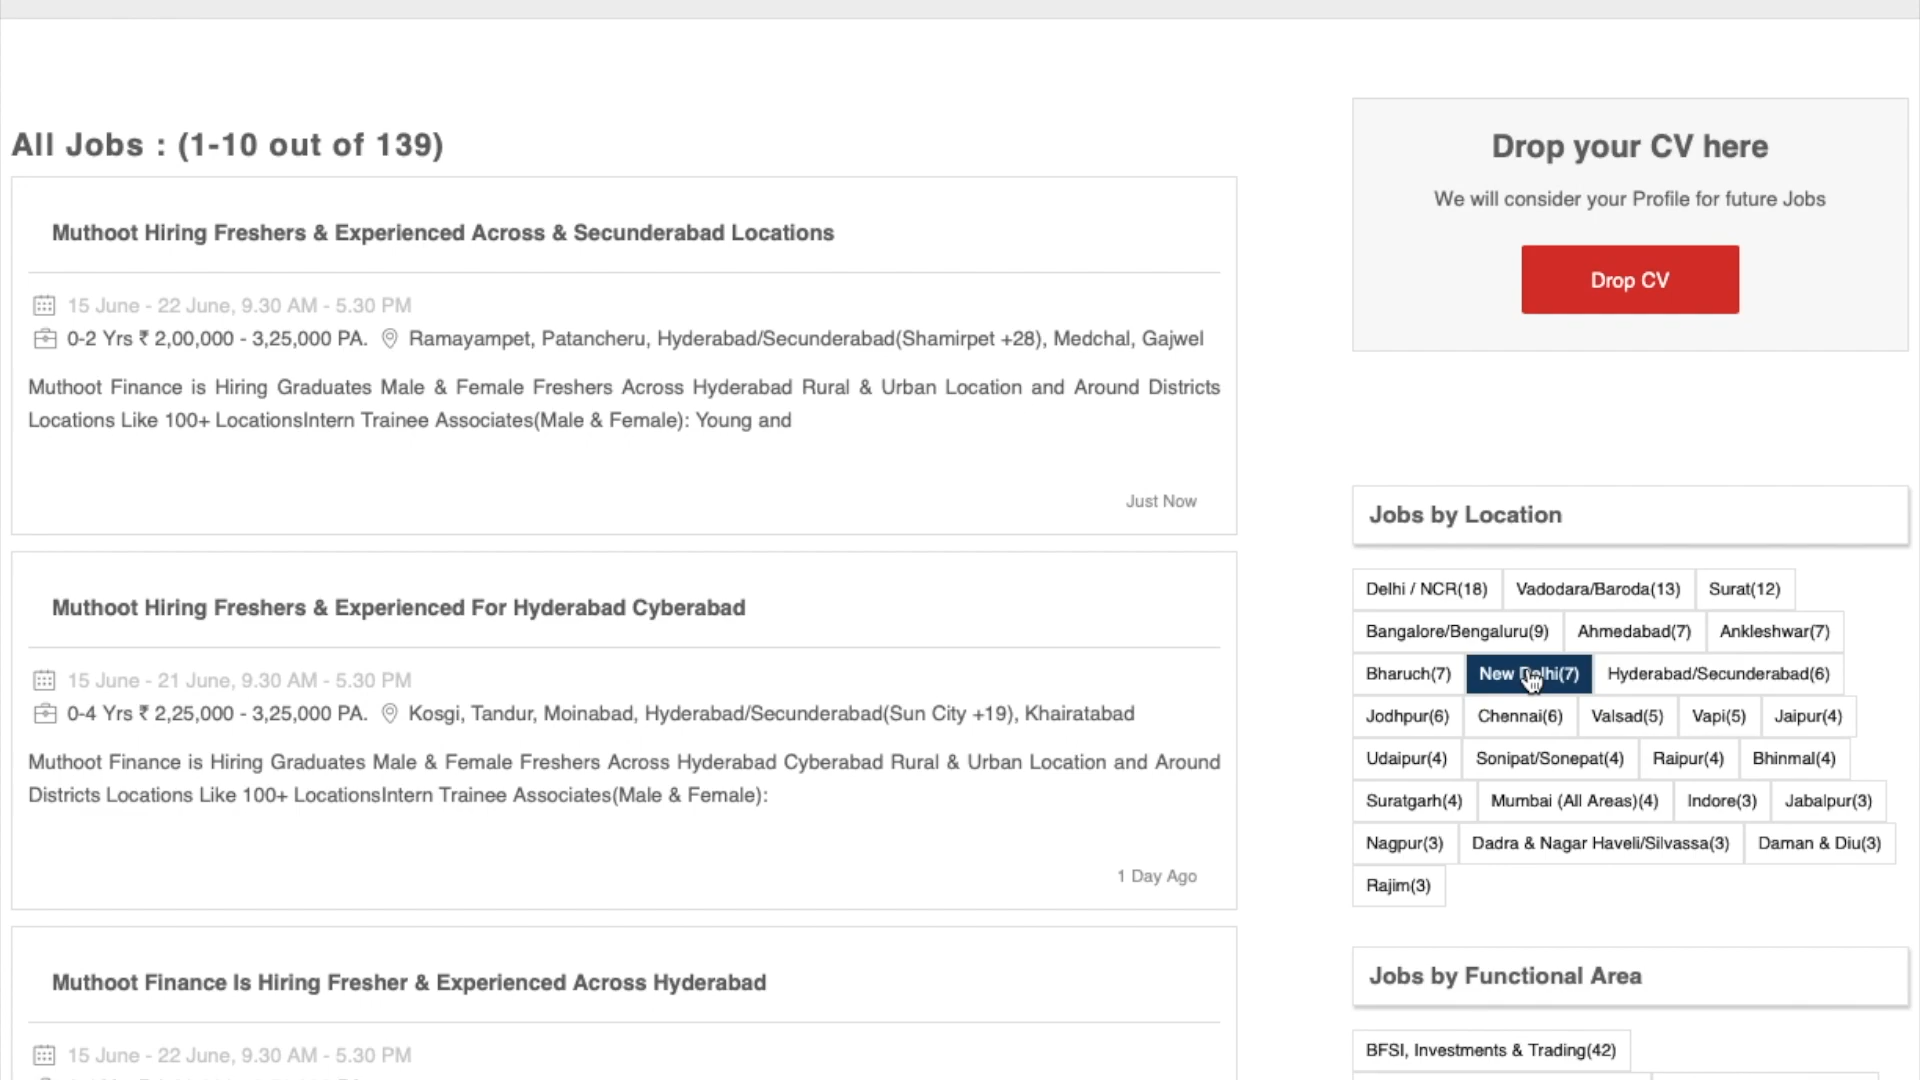 All Jobs : (1-10 out of 139)
Muthoot Hiring Freshers & Experienced Across & Secunderabad Locations
15 June - 22 June, 9.30 AM - 5.30 PM
0-2 Yrs ₹ 2,00,000 - 3,25,000 PA. Ramayampet, Patancheru, Hyderabad/Secunderabad(Shamirpet +28), Medchal, Gajwel
Muthoot Finance is Hiring Graduates Male & Female Freshers Across Hyderabad Rural & Urban Location and Around Districts
Locations Like 100+ LocationsIntern Trainee Associates(Male & Female): Young and
Just Now
Muthoot Hiring Freshers & Experienced For Hyderabad Cyberabad
15 June - 21 June, 9.30 AM - 5.30 PM
0-4 Yrs ₹ 2,25,000 - 3,25,000 PA. Kosgi, Tandur, Moinabad, Hyderabad/Secunderabad(Sun City +19), Khairatabad
Muthoot Finance is Hiring Graduates Male & Female Freshers Across Hyderabad Cyberabad Rural & Urban Location and Around
Districts Locations Like 100+ LocationsIntern Trainee Associates(Male & Female):
1 Day Ago
Muthoot Finance Is Hiring Fresher & Experienced Across Hyderabad
15 June - 22 June, 9.30 AM - 5.30 PM
Drop your CV here
We will consider your Profile for future Jobs
Drop CV
Jobs by Location
Delhi / NCR(18) Vadodara/Baroda(13) Surat(12)
Bangalore/Bengaluru(9) Ahmedabad(7) Ankleshwar(7)
Bharuch(7) New Delhi(7) Hyderabad/Secunderabad(6)
Jodhpur(6) Chennai(6) Valsad(5) Vapi(5) Jaipur(4)
Udaipur(4) Sonipat/Sonepat(4) Raipur(4) Bhinmal(4)
Suratgarh(4) Mumbai (All Areas)(4) Indore(3) Jabalpur(3)
Nagpur(3) Dadra & Nagar Haveli/Silvassa(3) Daman & Diu(3)
Rajim(3)
Jobs by Functional Area
BFSI, Investments & Trading(42)